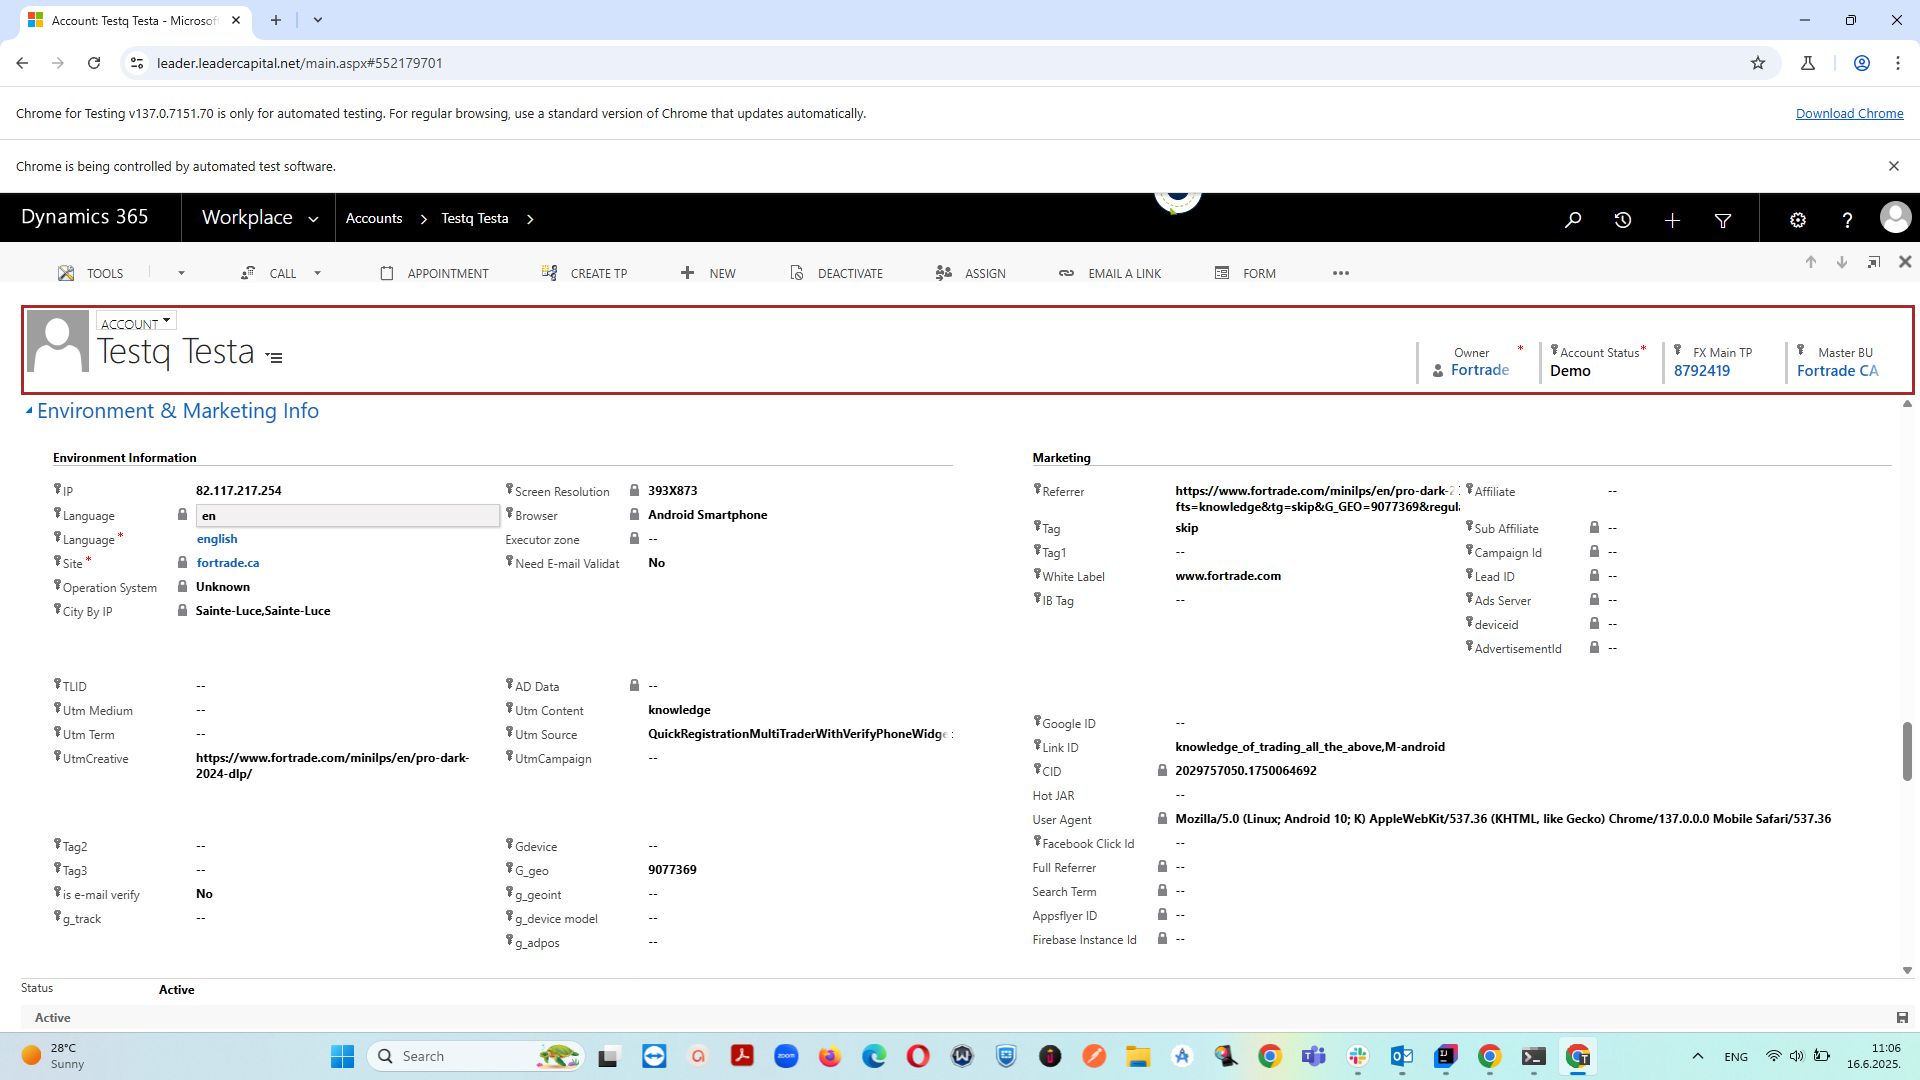 Account: Testq Testa - Microsof
leader.leadercapital.net/main.aspx#552179701
Chrome for Testing v137.0.7151.70 is only for automated testing. For regular browsing, use a standard version of Chrome that updates automatically.
Download Chrome
Chrome is being controlled by automated test software.
Dynamics 365
Workplace
Accounts
Testq Testa
TOOLS
CALL
APPOINTMENT
CREATE TP
NEW
DEACTIVATE
ASSIGN
EMAIL A LINK
FORM
ACCOUNT
Testq Testa
Owner *
Fortrade
Account Status *
Demo
FX Main TP
8792419
Master BU
Fortrade CA
Environment & Marketing Info
Environment Information
IP 82.117.217.254
Language en
Language * english
Site * fortrade.ca
Operation System Unknown
City By IP Sainte-Luce,Sainte-Luce
Screen Resolution 393X873
Browser Android Smartphone
Executor zone --
Need E-mail Validat No
TLID --
Utm Medium --
Utm Term --
UtmCreative https://www.fortrade.com/minilps/en/pro-dark-
2024-dlp/
AD Data --
Utm Content knowledge
Utm Source QuickRegistrationMultiTraderWithVerifyPhoneWidge
UtmCampaign --
Tag2 --
Tag3 --
is e-mail verify No
g_track --
Gdevice --
G_geo 9077369
g_geoint --
g_device model --
g_adpos --
Marketing
Referrer https://www.fortrade.com/minilps/en/pro-dark-2
fts=knowledge&tg=skip&G_GEO=9077369&regul
Tag skip
Tag1 --
White Label www.fortrade.com
IB Tag --
Affiliate --
Sub Affiliate --
Campaign Id --
Lead ID --
Ads Server --
deviceid --
AdvertisementId --
Google ID --
Link ID knowledge_of_trading_all_the_above,M-android
CID 2029757050.1750064692
Hot JAR --
User Agent Mozilla/5.0 (Linux; Android 10; K) AppleWebKit/537.36 (KHTML, like Gecko) Chrome/137.0.0.0 Mobile Safari/537.36
Facebook Click Id --
Full Referrer --
Search Term --
Appsflyer ID --
Firebase Instance Id --
Status Active
Active
28°C
Sunny
Search
zoom
ENG
11:06
16.6.2025.